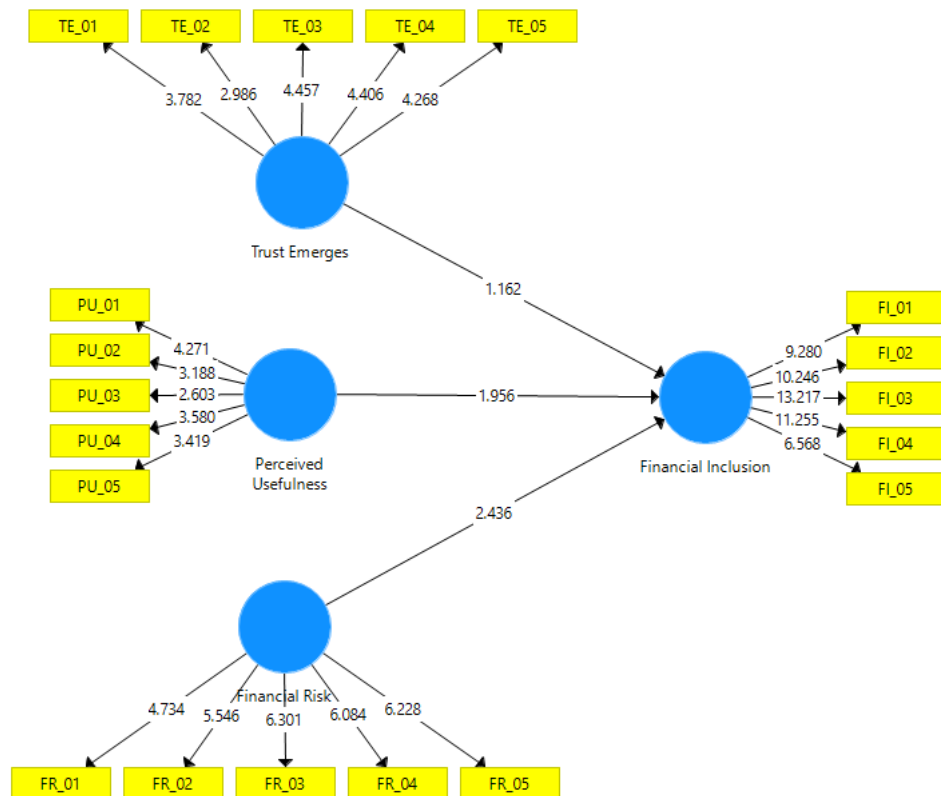 TE_01
TE_02
TE_03
TE_04
TE_05
3.782
2.986
4.457
4.406
4.268
Trust Emerges
1.162
PU_01
PU_02
PU_03
PU_04
PU_05
4.271
3.188
2.603
3.580
3.419
Perceived
Usefulness
1.956
FI_01
FI_02
FI_03
FI_04
FI_05
9.280
10.246
13.217
11.255
6.568
Financial Inclusion
2.436
Financial Risk
4.734
5.546
6.301
6.084
6.228
FR_01
FR_02
FR_03
FR_04
FR_05